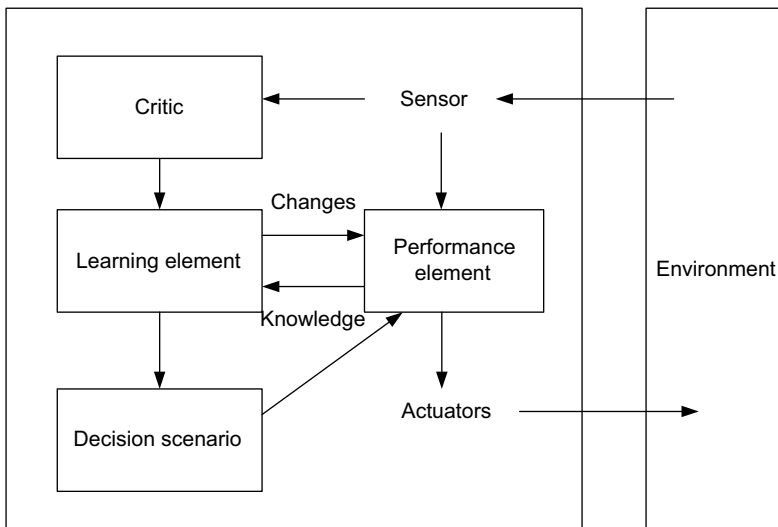 Critic
Sensor
Changes
Learning element
Performance
element
Environment
Knowledge
Decision scenario
Actuators